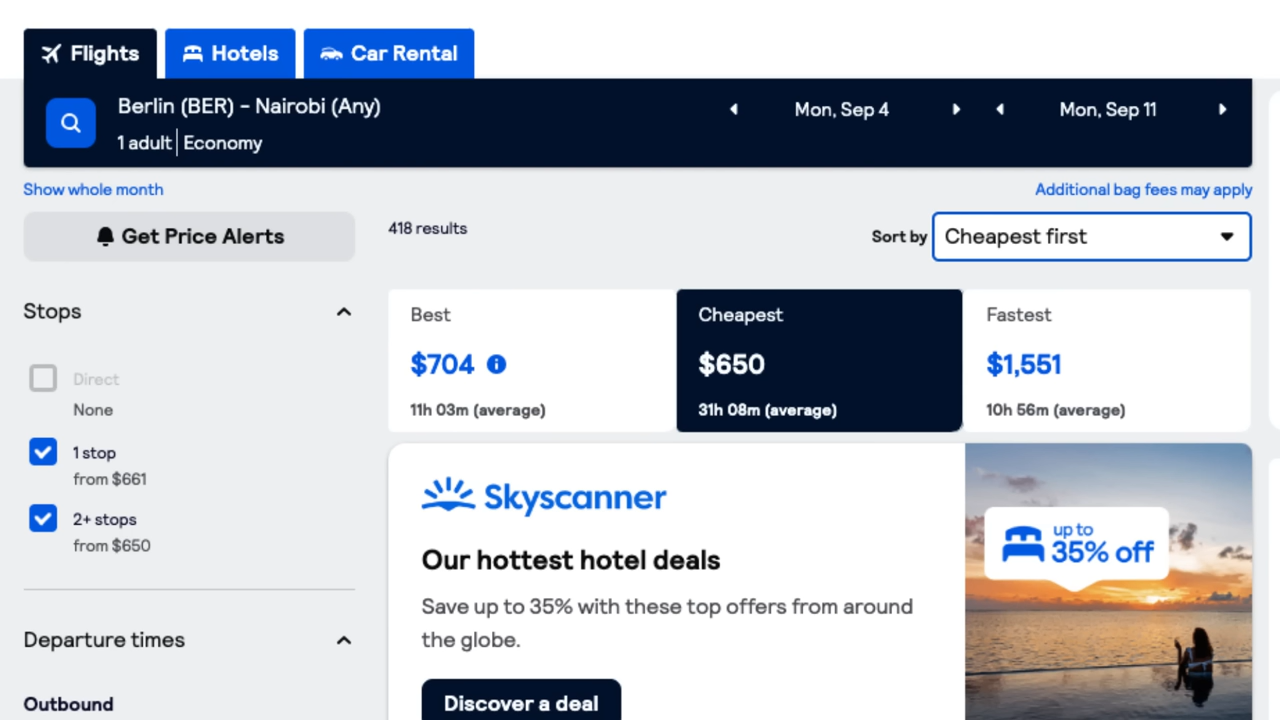 Flights
Hotels
Car Rental
Berlin (BER) – Nairobi (Any)
1 adult | Economy
Mon, Sep 4
Mon, Sep 11
Show whole month
Additional bag fees may apply
Get Price Alerts
418 results
Sort by
Cheapest first
Stops
Direct
None
1 stop
from $661
2+ stops
from $650
Departure times
Outbound
Best
$704
11h 03m (average)
Cheapest
$650
31h 08m (average)
Fastest
$1,551
10h 56m (average)
Skyscanner
Our hottest hotel deals
Save up to 35% with these top offers from around
the globe.
Discover a deal
up to
35% off